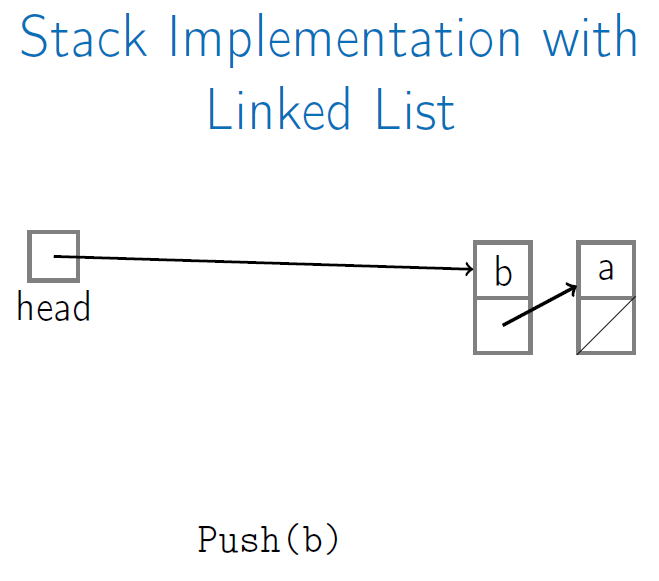 Stack Implementation with
Linked List
b
a
head
Push(b)